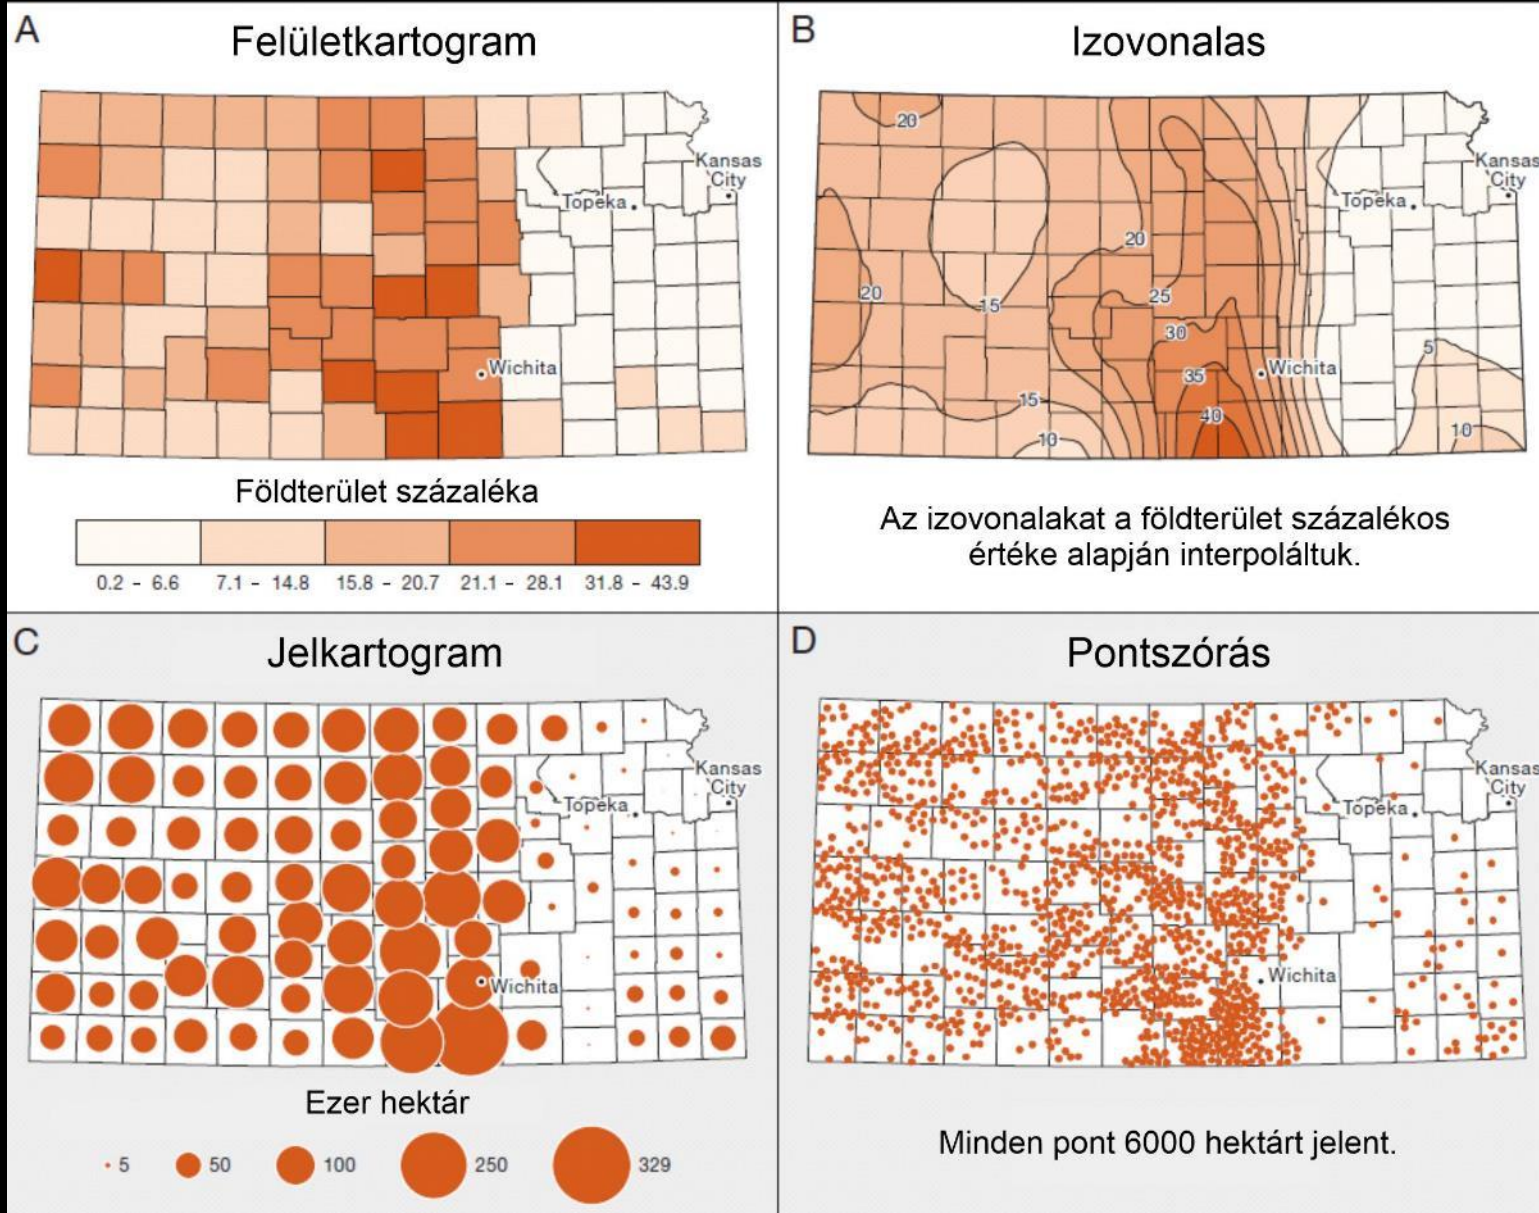 A
Felületkartogram
Kansas
City
Topeka
Wichita
Földterület százaléka
0.2 - 6.6
7.1 - 14.8
15.8 - 20.7
21.1 - 28.1
31.8 - 43.9
B
Izovonalas
20
Kansas
City
Topeka
20
20
15
25
30
5
Wichita
35
15
40
10
10
Az izovonalakat a földterület százalékos
értéke alapján interpoláltuk.
C
Jelkartogram
Kansas
City
Topeka
Wichita
Ezer hektár
5
50
100
250
329
D
Pontszórás
Kansas
City
Topeka
Wichita
Minden pont 6000 hektárt jelent.